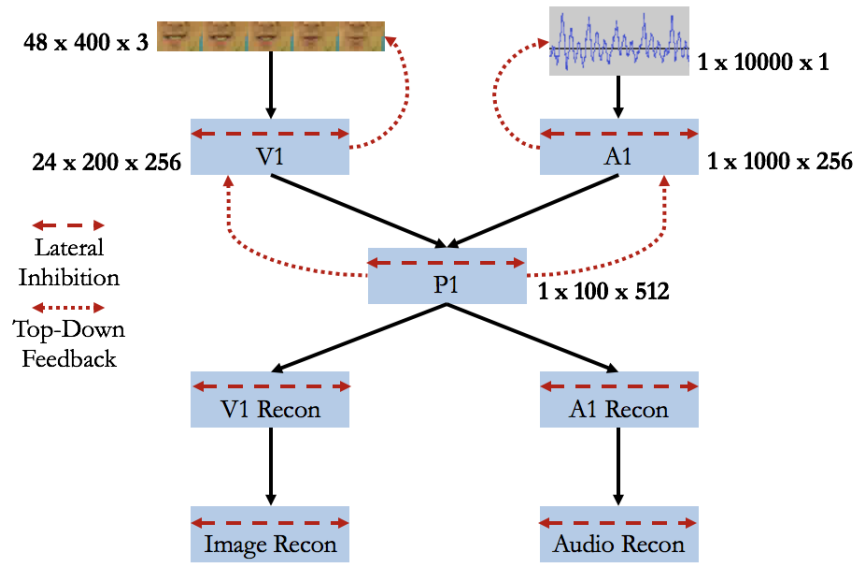 48 x 400 x 3
1 x 10000 x 1
V1
A1
24 x 200 x 256
1 x 1000 x 256
Lateral
Inhibition
P1
1 x 100 x 512
Top-Down
Feedback
V1 Recon
A1 Recon
Image Recon
Audio Recon